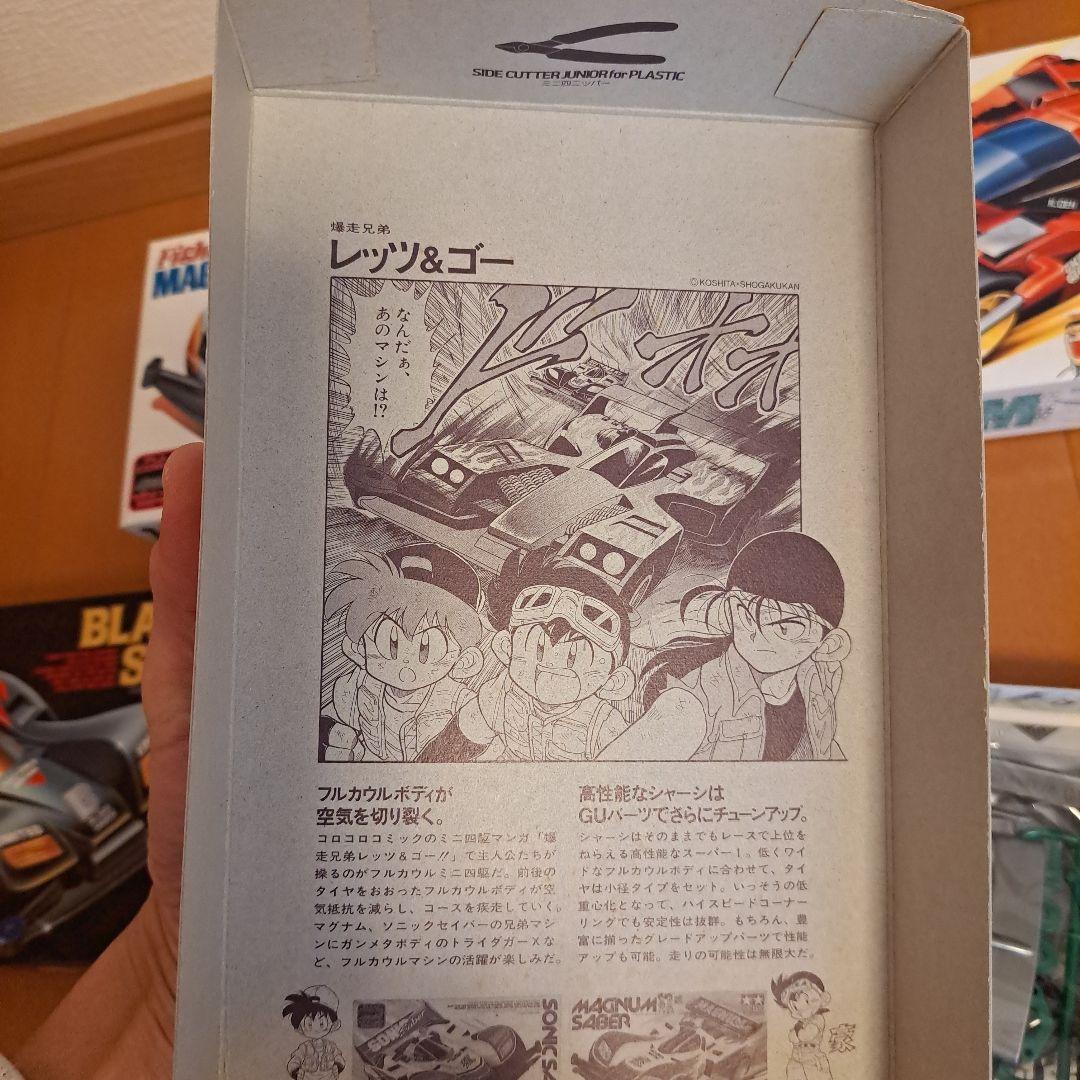 SIDE CUTTER JUNIOR for PLASTIC
ミニ四ニッパー
爆走兄弟
レッツ&ゴー
©KOSHITA・SHOGAKUKAN
なんだぁ、
あのマシンは!?
ドオオ
フルカウルボディが
空気を切り裂く。
コロコロコミックのミニ四駆マンガ「爆
走兄弟レッツ&ゴー!!」で主人公たちが
操るのがフルカウルミニ四駆だ。前後の
タイヤをおおったフルカウルボディが空
気抵抗を減らし、コースを疾走していく。
マグナム、ソニックセイバーの兄弟マシ
ンにガンメタボディのトライダガーXな
ど、フルカウルマシンの活躍が楽しみだ。
高性能なシャーシは
GUパーツでさらにチューンアップ。
シャーシはそのままでもレースで上位を
ねらえる高性能なスーパー1。低くワイ
ドなフルカウルボディに合わせて、タイ
ヤは小径タイプをセット。いっそうの低
重心化となって、ハイスピードコーナー
リングでも安定性は抜群。もちろん、豊
富に揃ったグレードアップパーツで性能
アップも可能。走りの可能性は無限大だ。
SONIC SA
MAGNUM
SABER
豪
BLA
S
MA